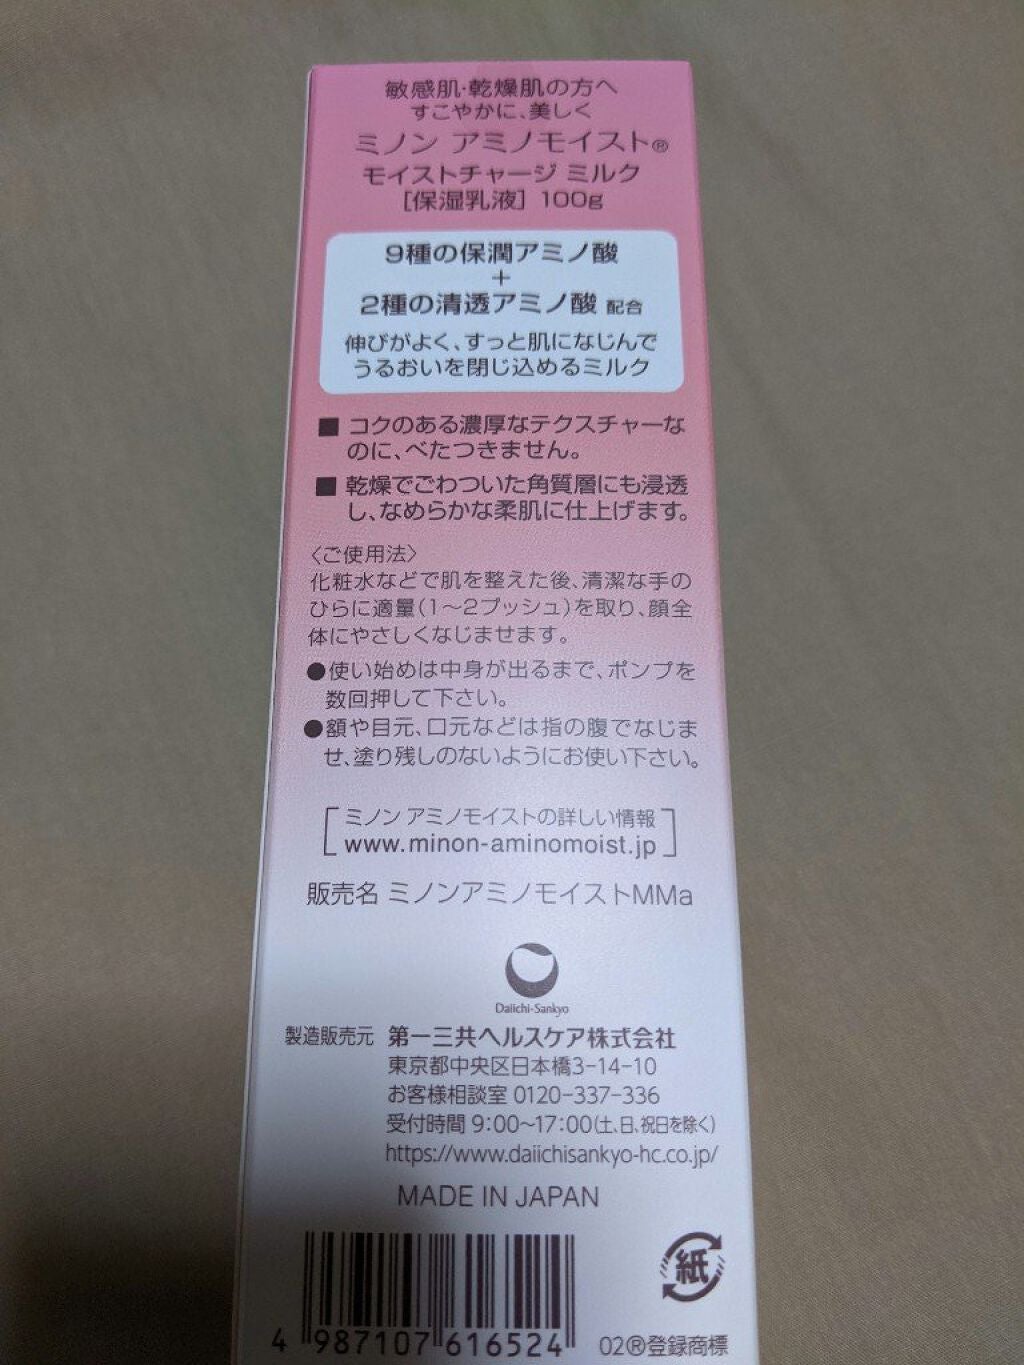 敏感肌・乾燥肌の方へ
すこやかに、美しく
ミノン アミノモイスト®
モイストチャージ ミルク
[保湿乳液] 100g
9種の保潤アミノ酸
+
2種の清透アミノ酸 配合
伸びがよく、すっと肌になじんで
うるおいを閉じ込めるミルク
■ コクのある濃厚なテクスチャーな
のに、べたつきません。
■ 乾燥でごわついた角質層にも浸透
し、なめらかな柔肌に仕上げます。
〈ご使用法〉
化粧水などで肌を整えた後、清潔な手の
ひらに適量(1〜2プッシュ)を取り、顔全
体にやさしくなじませます。
●使い始めは中身が出るまで、ポンプを
数回押して下さい。
●額や目元、口元などは指の腹でなじま
せ、塗り残しのないようにお使い下さい。
ミノン アミノモイストの詳しい情報
www.minon-aminomoist.jp
販売名 ミノンアミノモイストMMa
Daiichi-Sankyo
製造販売元 第一三共ヘルスケア株式会社
東京都中央区日本橋3-14-10
お客様相談室 0120-337-336
受付時間 9:00〜17:00(土、日、祝日を除く)
https://www.daiichisankyo-hc.co.jp/
MADE IN JAPAN
紙
4 987107 616524
02®登録商標